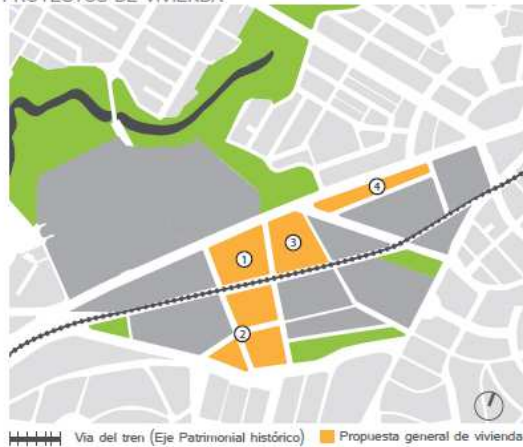 PROYECTOS DE VIVIENDA
4
1
3
2
Via del tren (Eje Patrimonial histórico) Propuesta general de vivienda